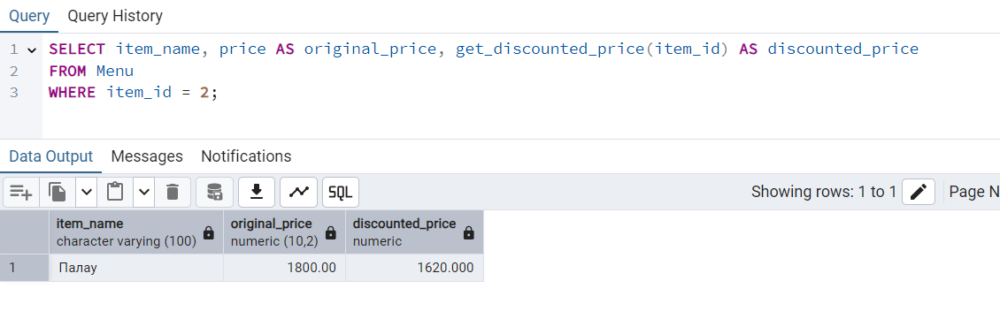 Query Query History
1 SELECT item_name, price AS original_price, get_discounted_price(item_id) AS discounted_price
2 FROM Menu
3 WHERE item_id = 2;
Data Output Messages Notifications
SQL Showing rows: 1 to 1 Page N
item_name original_price discounted_price
character varying (100) numeric (10,2) numeric
1 Палау 1800.00 1620.000